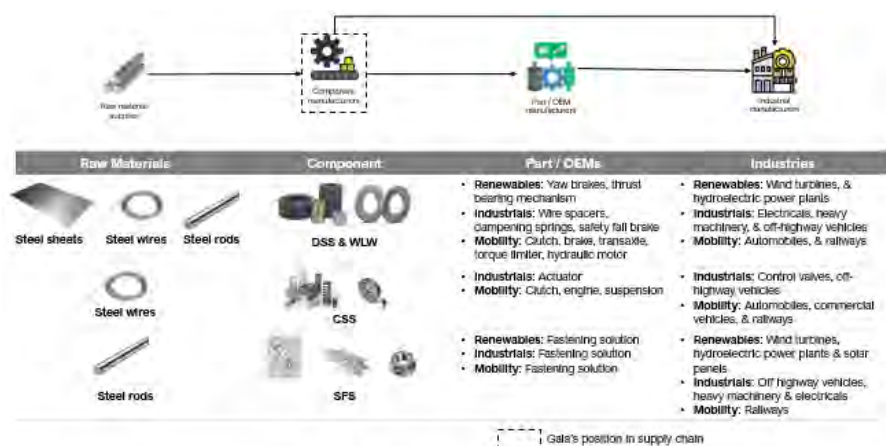 Raw material
supplier
Component
manufacturers
Part / OEM
manufacturers
Industrial
manufacturers
Raw Materials
Component
Part / OEMs
Industries
Steel sheets
Steel wires
Steel rods
DSS & WLW
• Renewables: Yaw brakes, thrust
bearing mechanism
• Industrials: Wire spacers,
dampening springs, safety fall brake
• Mobility: Clutch, brake, transaxle,
torque limiter, hydraulic motor
• Renewables: Wind turbines, &
hydroelectric power plants
• Industrials: Electricals, heavy
machinery, & off-highway vehicles
• Mobility: Automobiles, & railways
Steel wires
CSS
• Industrials: Actuator
• Mobility: Clutch, engine, suspension
• Industrials: Control valves, off-
highway vehicles
• Mobility: Automobiles, commercial
vehicles, & railways
Steel rods
SFS
• Renewables: Fastening solution
• Industrials: Fastening solution
• Mobility: Fastening solution
• Renewables: Wind turbines,
hydroelectric power plants & solar
panels
• Industrials: Off highway vehicles,
heavy machinery & electricals
• Mobility: Railways
Gala's position in supply chain